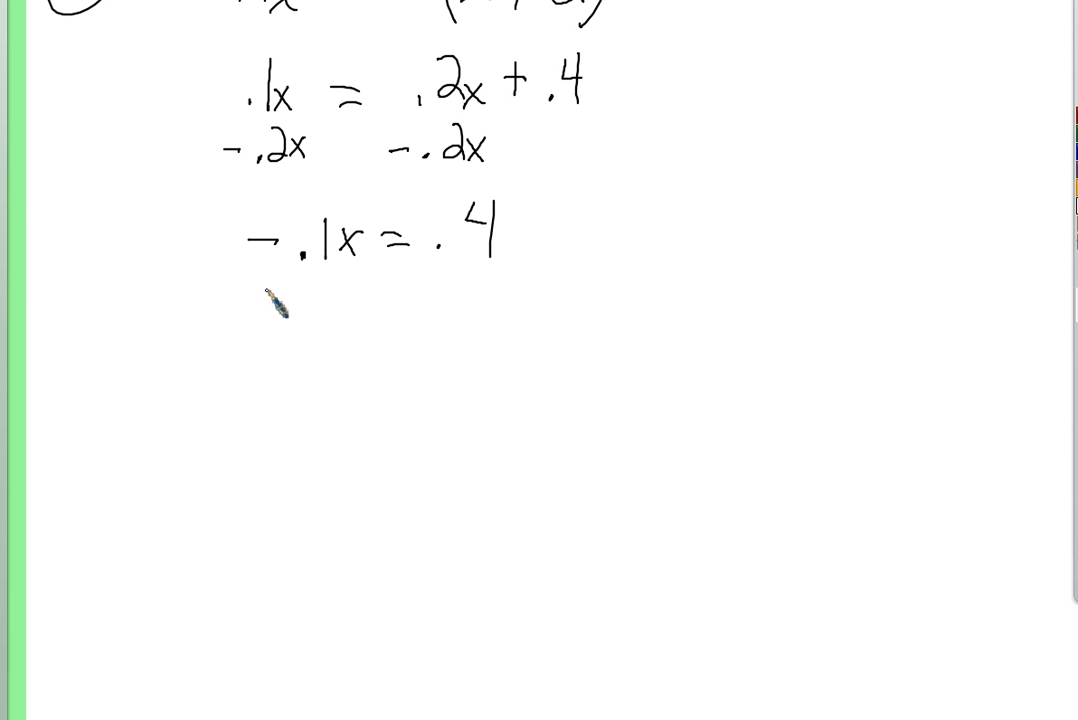 .1x = .2x + .4
-.2x -.2x
-.1x = .4